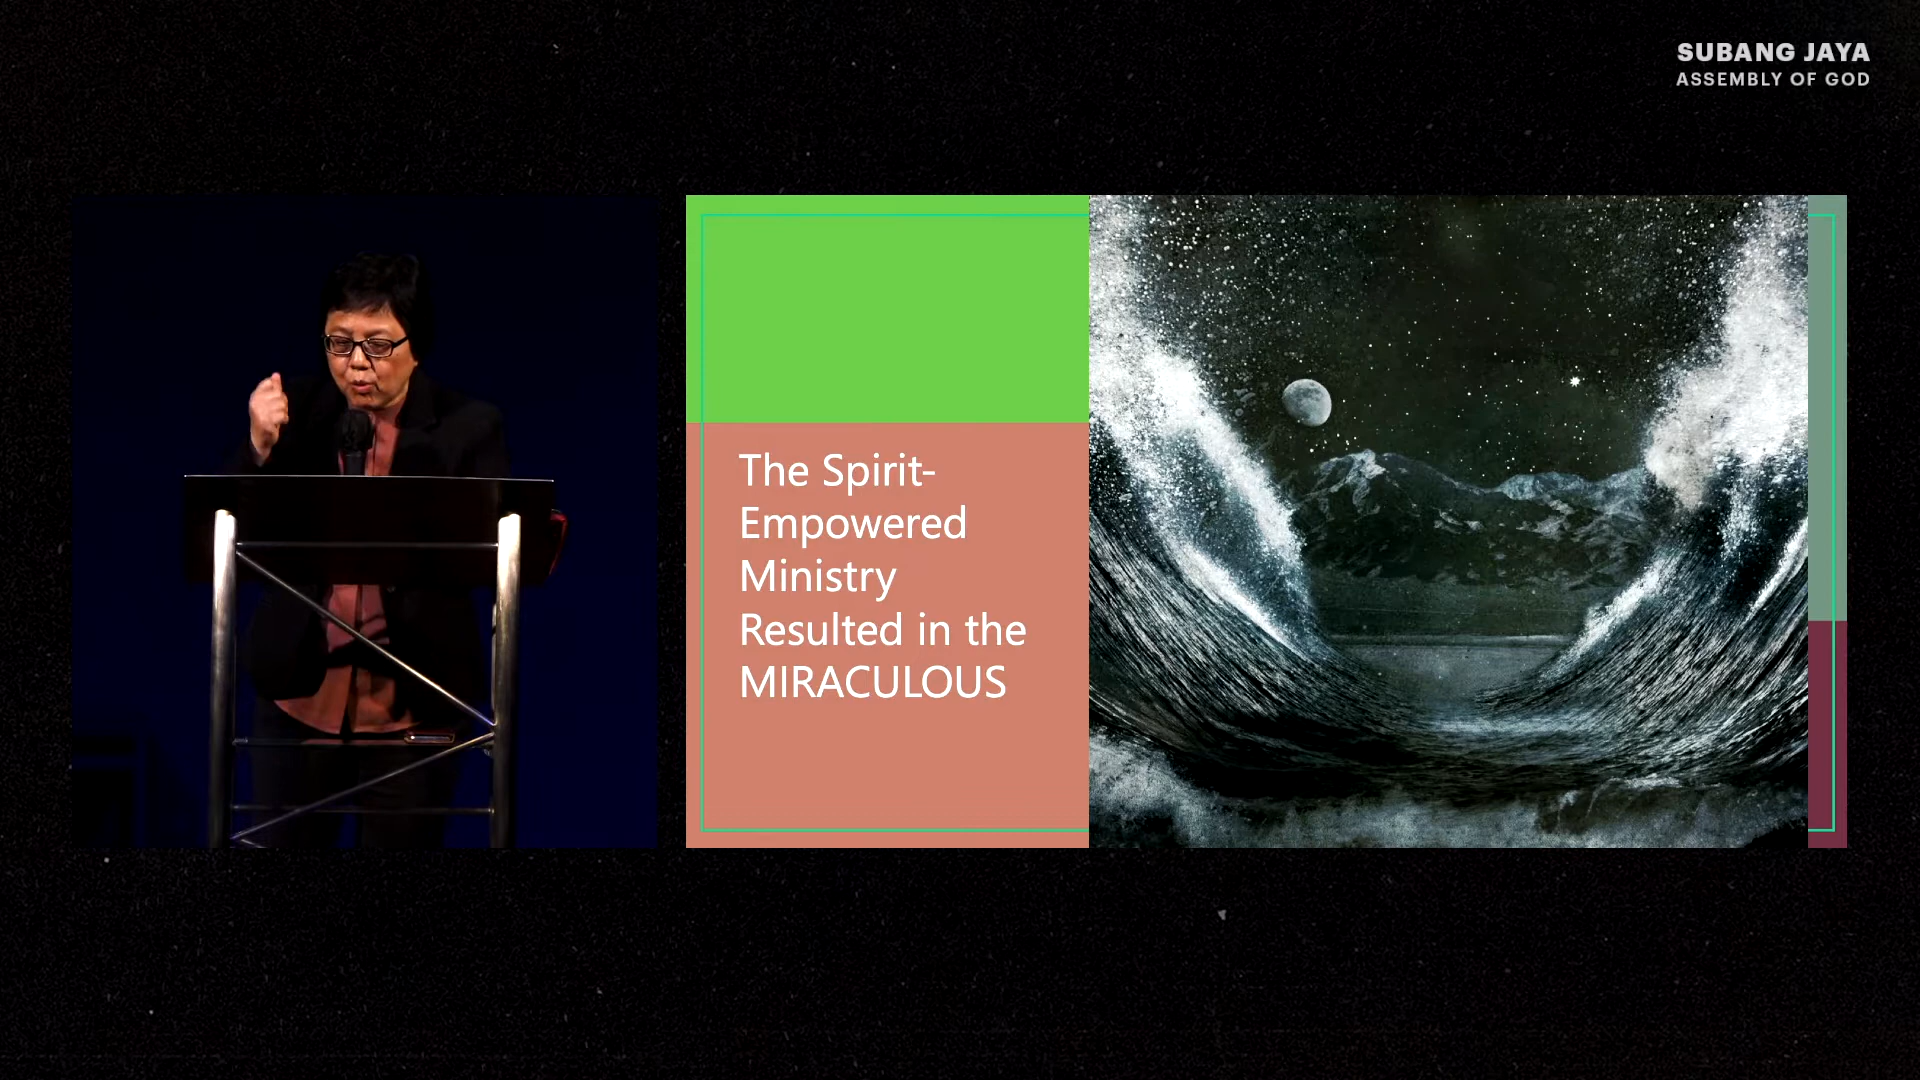 SUBANG JAYA
ASSEMBLY OF GOD
The Spirit-
Empowered
Ministry
Resulted in the
MIRACULOUS